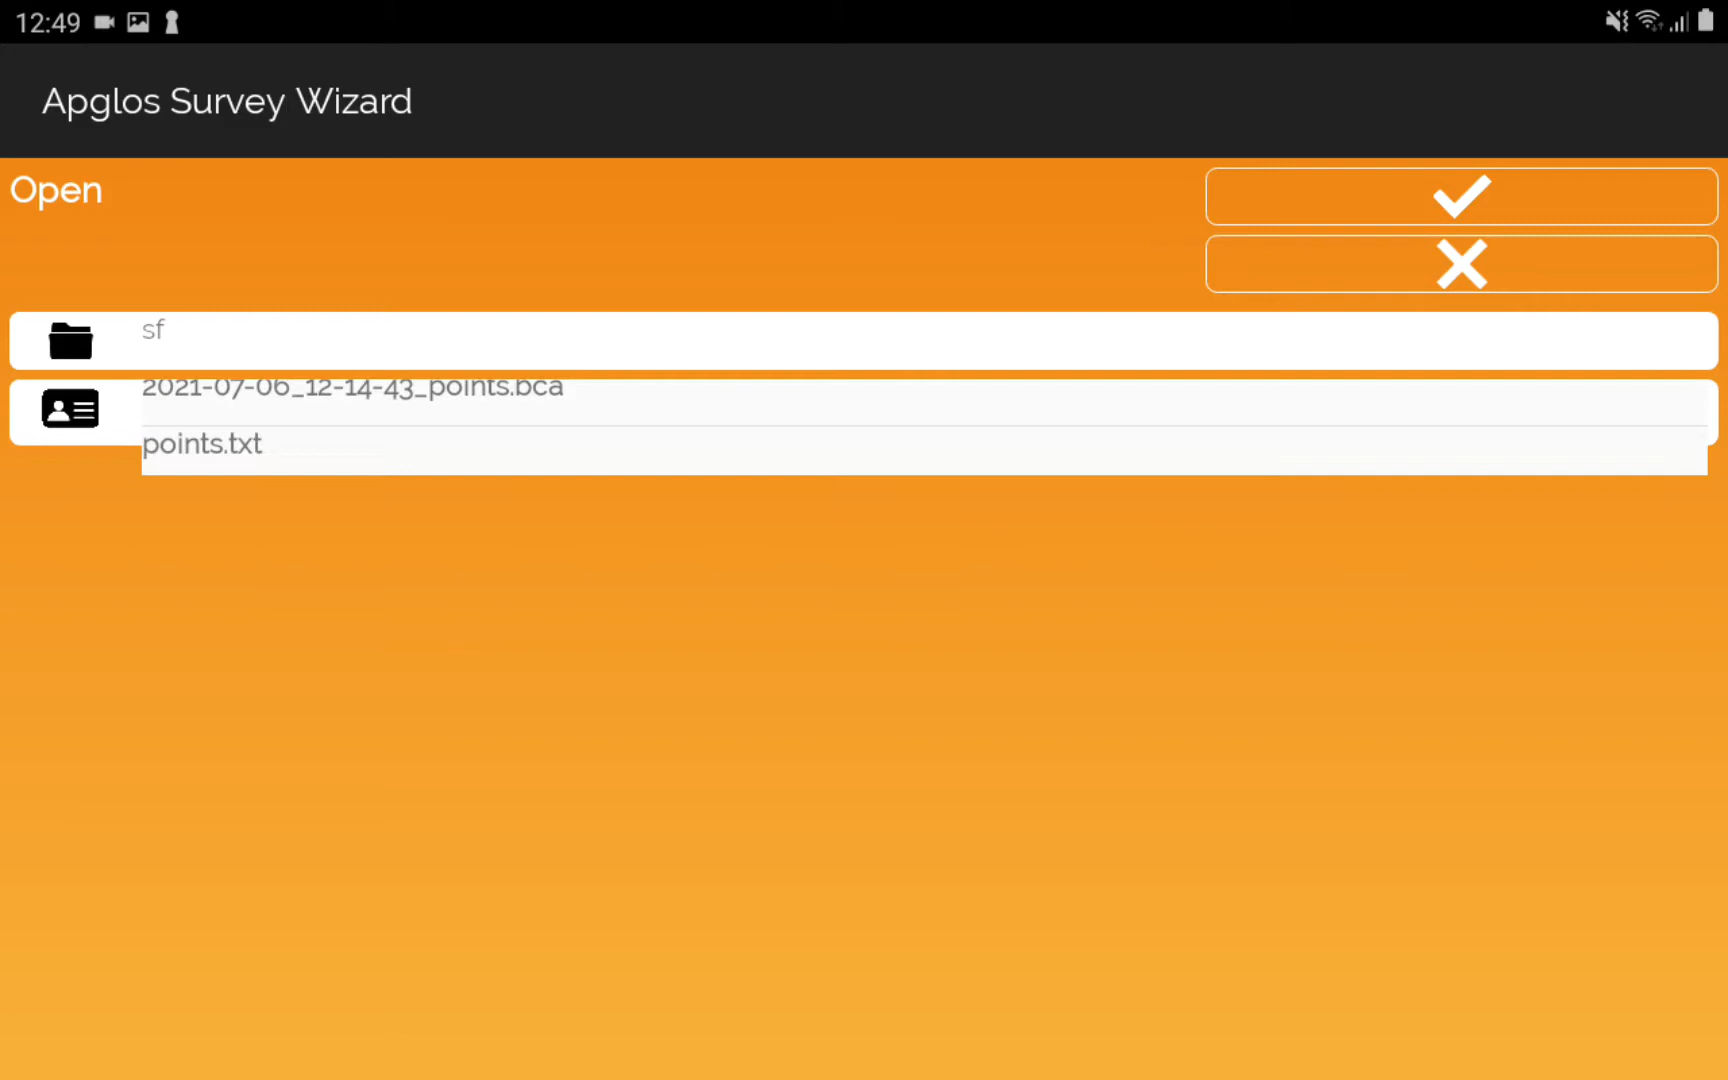 12:49
Apglos Survey Wizard
Open
sf
2021-07-06_12-14-43_points.bca
points.txt